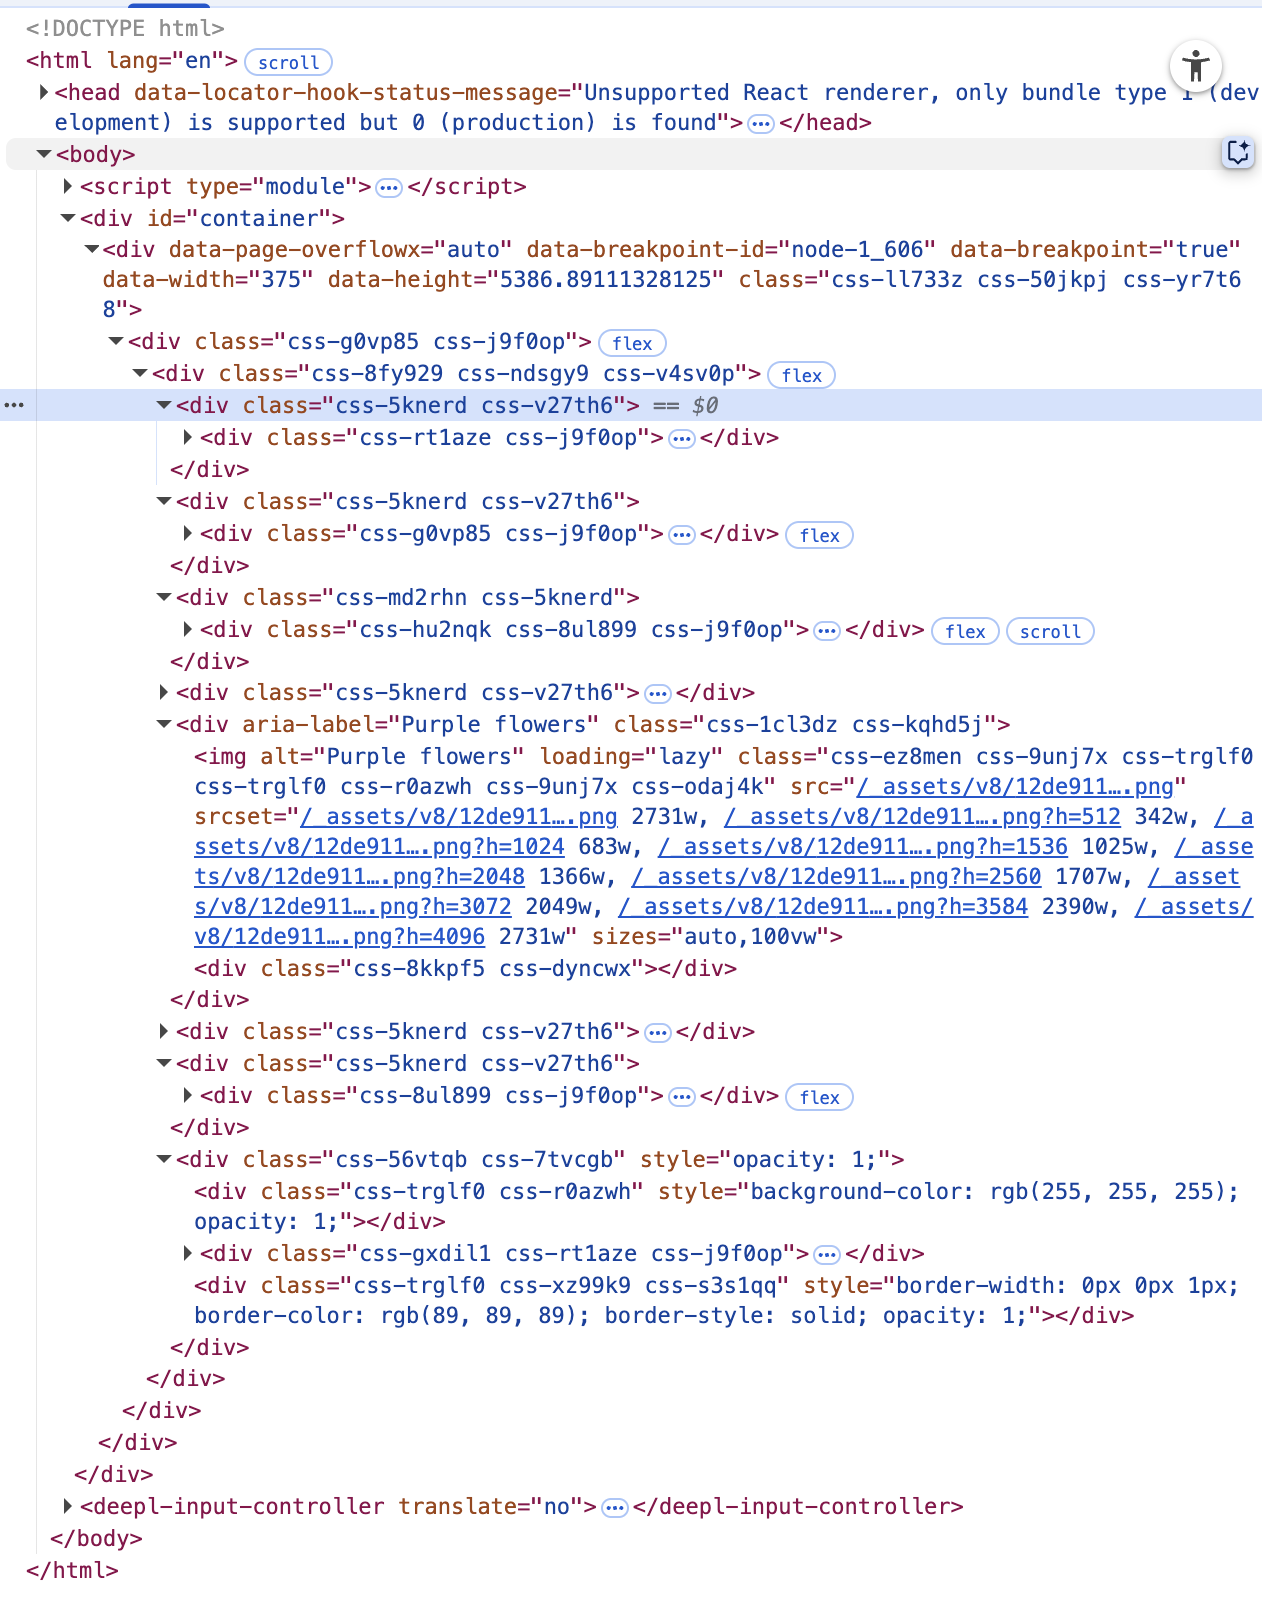 <!DOCTYPE html>
<html lang="en"> scroll
<head data-locator-hook-status-message="Unsupported React renderer, only bundle type 1 (dev
elopment) is supported but 0 (production) is found"> ••• </head>
<body>
<script type="module"> ••• </script>
<div id="container">
<div data-page-overflowx="auto" data-breakpoint-id="node-1_606" data-breakpoint="true"
data-width="375" data-height="5386.89111328125" class="css-ll733z css-50jkpj css-yr7t6
8">
<div class="css-g0vp85 css-j9f0op"> flex
<div class="css-8fy929 css-ndsgy9 css-v4sv0p"> flex
••• <div class="css-5knerd css-v27th6"> == $0
<div class="css-rt1aze css-j9f0op"> ••• </div>
</div>
<div class="css-5knerd css-v27th6">
<div class="css-g0vp85 css-j9f0op"> ••• </div> flex
</div>
<div class="css-md2rhn css-5knerd">
<div class="css-hu2nqk css-8ul899 css-j9f0op"> ••• </div> flex scroll
</div>
<div class="css-5knerd css-v27th6"> ••• </div>
<div aria-label="Purple flowers" class="css-1cl3dz css-kqhd5j">
<img alt="Purple flowers" loading="lazy" class="css-ez8men css-9unj7x css-trglf0
css-trglf0 css-r0azwh css-9unj7x css-odaj4k" src="/_assets/v8/12de911….png"
srcset="/_assets/v8/12de911….png 2731w, /_assets/v8/12de911….png?h=512 342w, /_a
ssets/v8/12de911….png?h=1024 683w, /_assets/v8/12de911….png?h=1536 1025w, /_asse
ts/v8/12de911….png?h=2048 1366w, /_assets/v8/12de911….png?h=2560 1707w, /_asset
s/v8/12de911….png?h=3072 2049w, /_assets/v8/12de911….png?h=3584 2390w, /_assets/
v8/12de911….png?h=4096 2731w" sizes="auto,100vw">
<div class="css-8kkpf5 css-dyncwx"></div>
</div>
<div class="css-5knerd css-v27th6"> ••• </div>
<div class="css-5knerd css-v27th6">
<div class="css-8ul899 css-j9f0op"> ••• </div> flex
</div>
<div class="css-56vtqb css-7tvcgb" style="opacity: 1;">
<div class="css-trglf0 css-r0azwh" style="background-color: rgb(255, 255, 255);
opacity: 1;"></div>
<div class="css-gxdil1 css-rt1aze css-j9f0op"> ••• </div>
<div class="css-trglf0 css-xz99k9 css-s3s1qq" style="border-width: 0px 0px 1px;
border-color: rgb(89, 89, 89); border-style: solid; opacity: 1;"></div>
</div>
</div>
</div>
</div>
</div>
<deepl-input-controller translate="no"> ••• </deepl-input-controller>
</body>
</html>